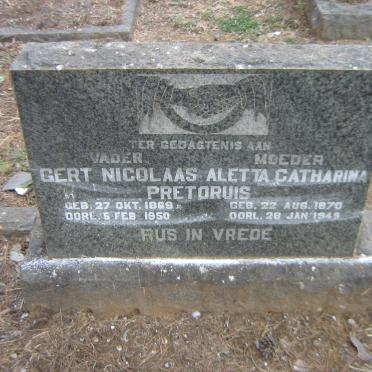 TER GEDAGTENIS AAN
VADER MOEDER
GERT NICOLAAS ALETTA CATHARINA
PRETORUIS
GEB. 27 OKT. 1869 GEB. 22 AUG. 1870
OORL. 5 FEB 1950 OORL. 28 JAN 1949
RUS IN VREDE